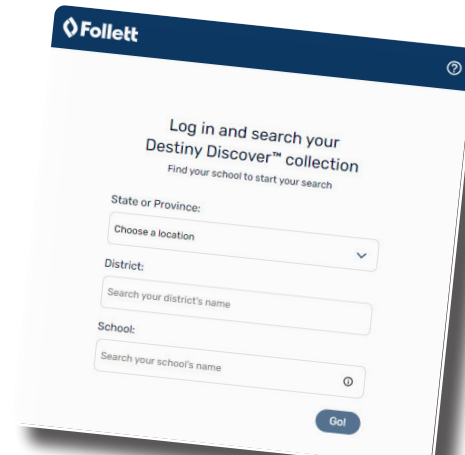 Follett
Log in and search your
Destiny Discover™ collection
Find your school to start your search
State or Province:
Choose a location
District:
Search your district's name
School:
Search your school's name
Go!